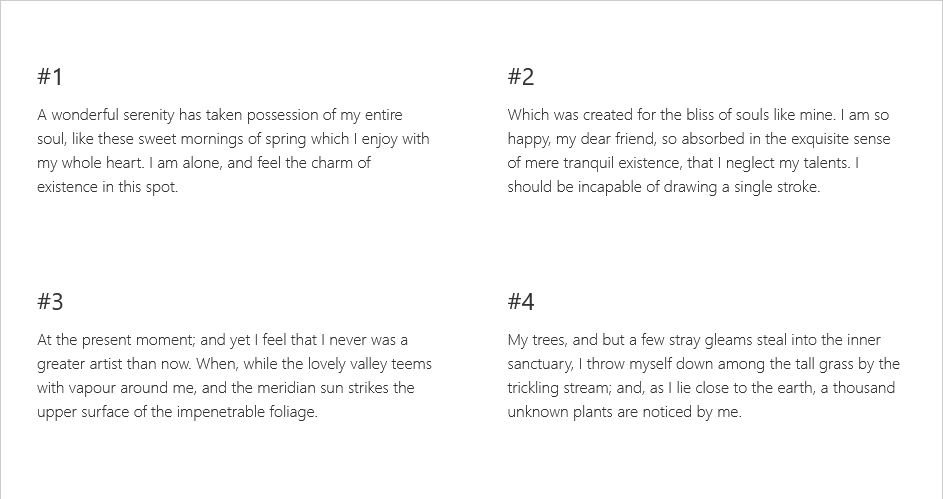 #1
A wonderful serenity has taken possession of my entire
soul, like these sweet mornings of spring which I enjoy with
my whole heart. I am alone, and feel the charm of
existence in this spot.
#2
Which was created for the bliss of souls like mine. I am so
happy, my dear friend, so absorbed in the exquisite sense
of mere tranquil existence, that I neglect my talents. I
should be incapable of drawing a single stroke.
#3
At the present moment; and yet I feel that I never was a
greater artist than now. When, while the lovely valley teems
with vapour around me, and the meridian sun strikes the
upper surface of the impenetrable foliage.
#4
My trees, and but a few stray gleams steal into the inner
sanctuary, I throw myself down among the tall grass by the
trickling stream; and, as I lie close to the earth, a thousand
unknown plants are noticed by me.